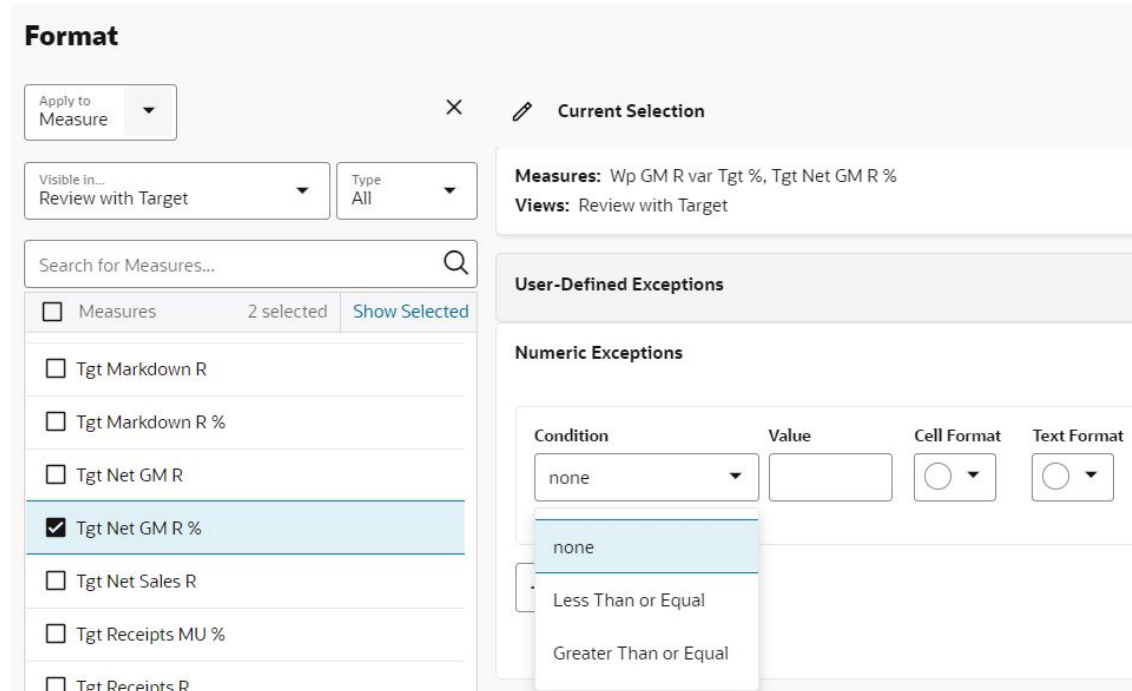 Format
Apply to
Measure
Visible in...
Review with Target
Type
All
Search for Measures...
Measures 2 selected Show Selected
Tgt Markdown R
Tgt Markdown R %
Tgt Net GM R
Tgt Net GM R %
Tgt Net Sales R
Tgt Receipts MU %
Tgt Receipts R
Current Selection
Measures: Wp GM R var Tgt %, Tgt Net GM R %
Views: Review with Target
User-Defined Exceptions
Numeric Exceptions
Condition Value Cell Format Text Format
none
none
Less Than or Equal
Greater Than or Equal